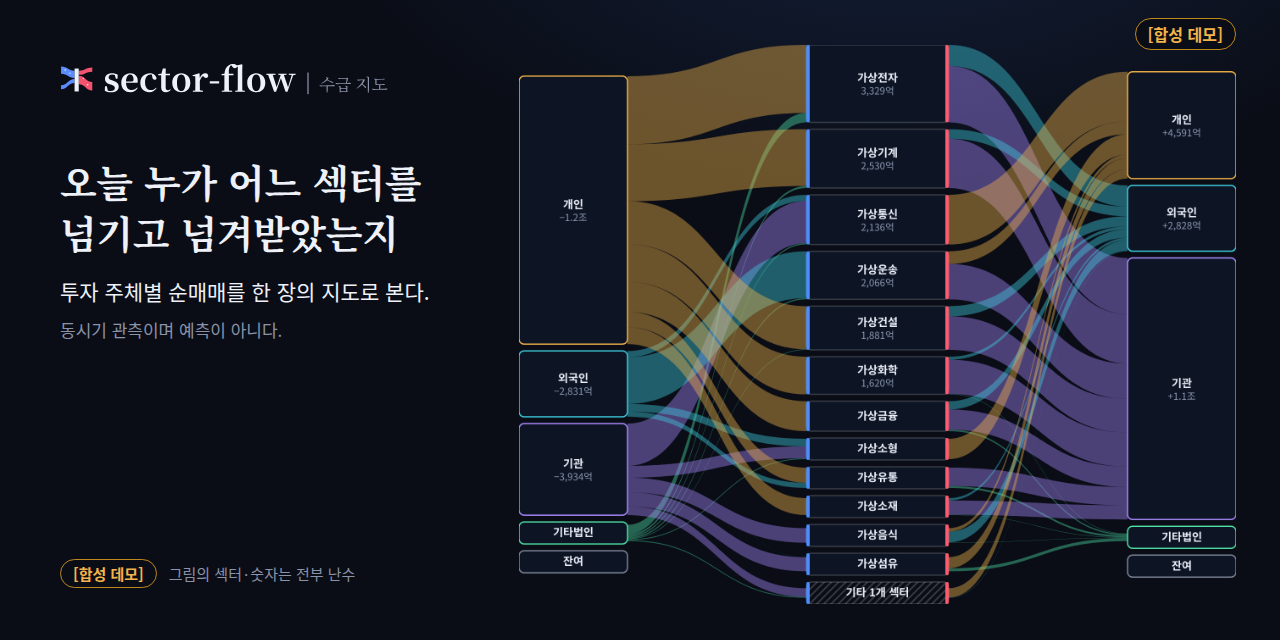 sector-flow | 수급 지도
오늘 누가 어느 섹터를
넘기고 넘겨받았는지
투자 주체별 순매매를 한 장의 지도로 본다.
동시기 관측이며 예측이 아니다.
[합성 데모] 그림의 섹터·숫자는 전부 난수
[합성 데모]
개인
−1.2조
외국인
−2,831억
기관
−3,934억
기타법인
잔여
가상전자
3,329억
가상기계
2,530억
가상통신
2,136억
가상운송
2,066억
가상건설
1,881억
가상화학
1,620억
가상금융
가상소형
가상유통
가상소재
가상음식
가상섬유
기타 1개 섹터
개인
+4,591억
외국인
+2,828억
기관
+1.1조
기타법인
잔여